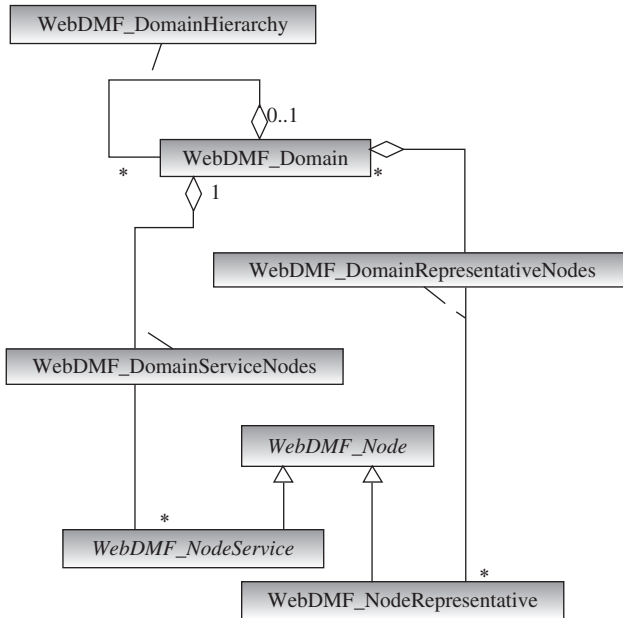 WebDMF_DomainHierarchy
0..1
WebDMF_Domain
*
*
1
WebDMF_DomainRepresentativeNodes
WebDMF_DomainServiceNodes
WebDMF_Node
*
WebDMF_NodeService
*
WebDMF_NodeRepresentative